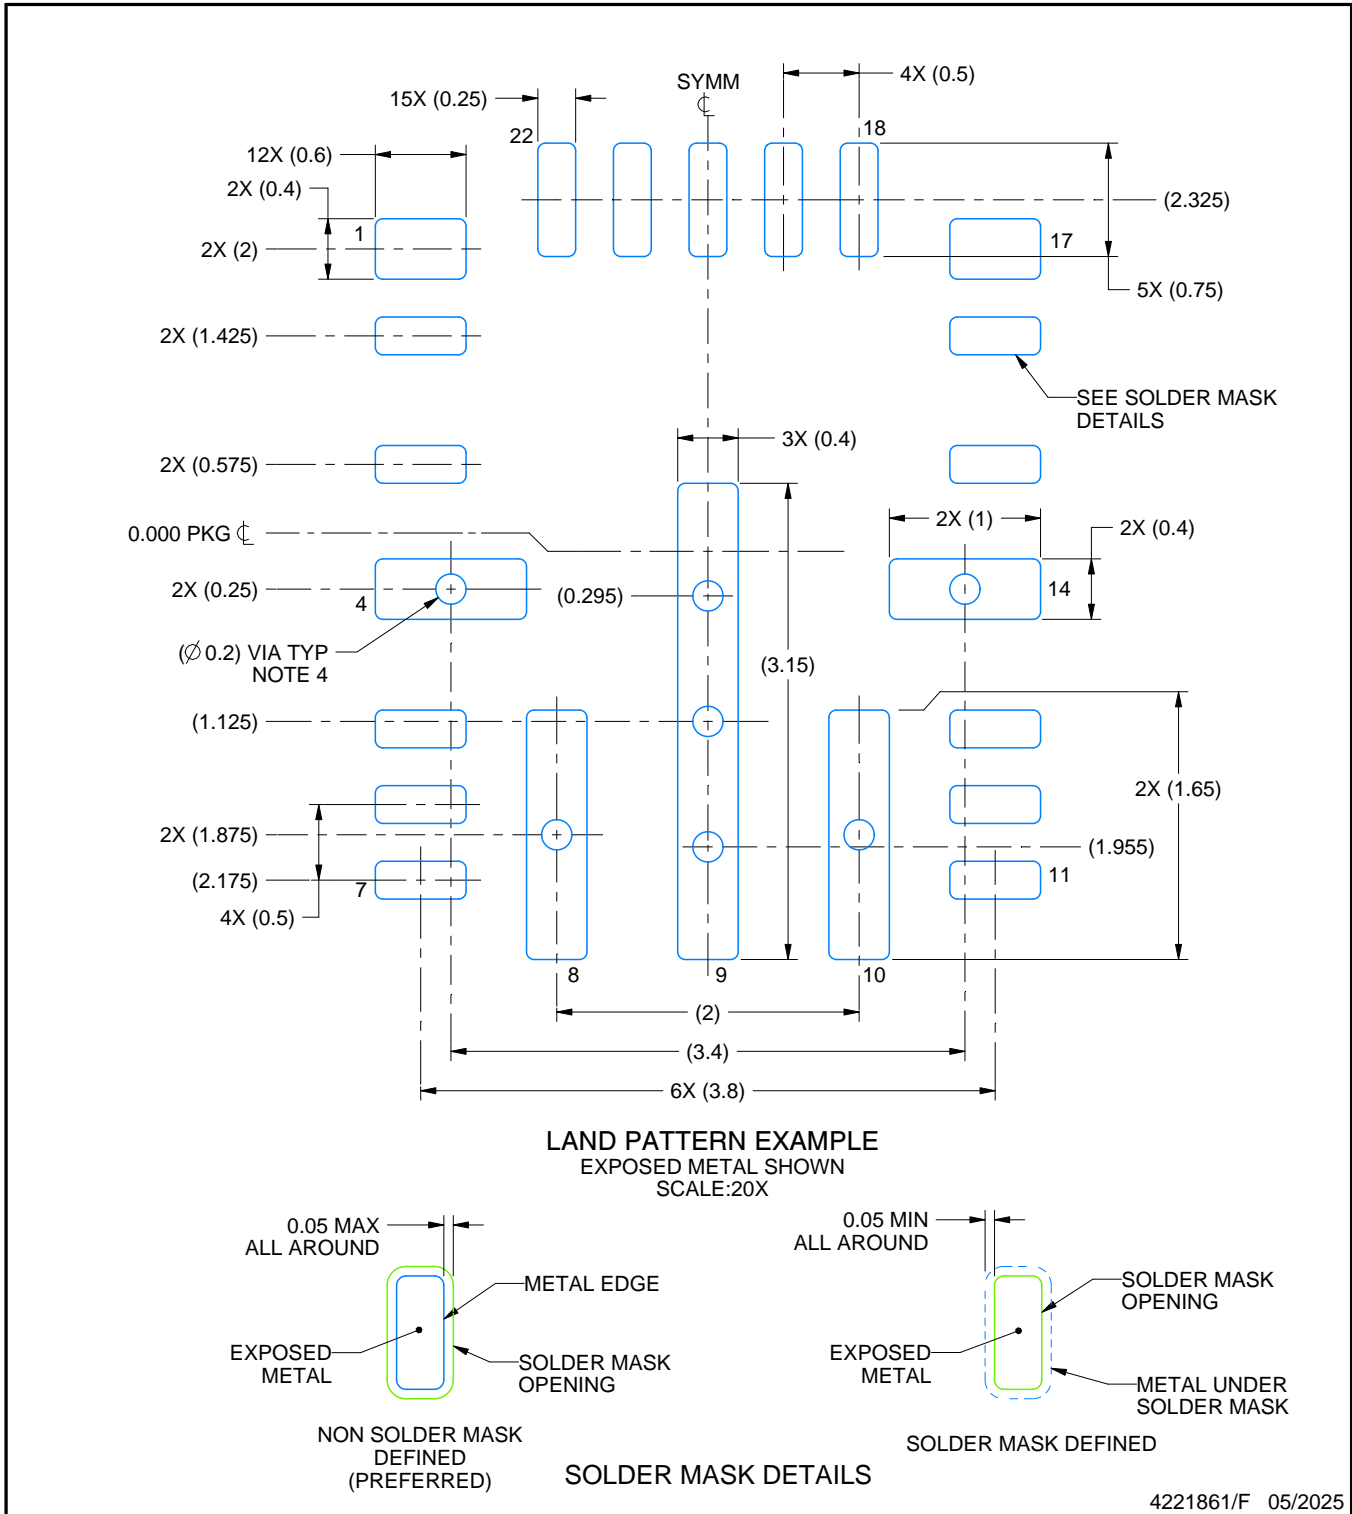 SYMM
4X (0.5)
15X (0.25)
22
18
12X (0.6)
2X (0.4)
(2.325)
1
17
2X (2)
5X (0.75)
2X (1.425)
SEE SOLDER MASK
DETAILS
3X (0.4)
2X (0.575)
0.000 PKG ℄
2X (1)
2X (0.4)
2X (0.25)
4
(0.295)
14
(∅ 0.2) VIA TYP
NOTE 4
(3.15)
(1.125)
2X (1.65)
2X (1.875)
(1.955)
(2.175)
7
11
4X (0.5)
8
9
10
(2)
(3.4)
6X (3.8)
LAND PATTERN EXAMPLE
EXPOSED METAL SHOWN
SCALE:20X
0.05 MAX
ALL AROUND
METAL EDGE
EXPOSED
METAL
SOLDER MASK
OPENING
NON SOLDER MASK
DEFINED
(PREFERRED)
0.05 MIN
ALL AROUND
SOLDER MASK
OPENING
EXPOSED
METAL
METAL UNDER
SOLDER MASK
SOLDER MASK DEFINED
SOLDER MASK DETAILS
4221861/F 05/2025